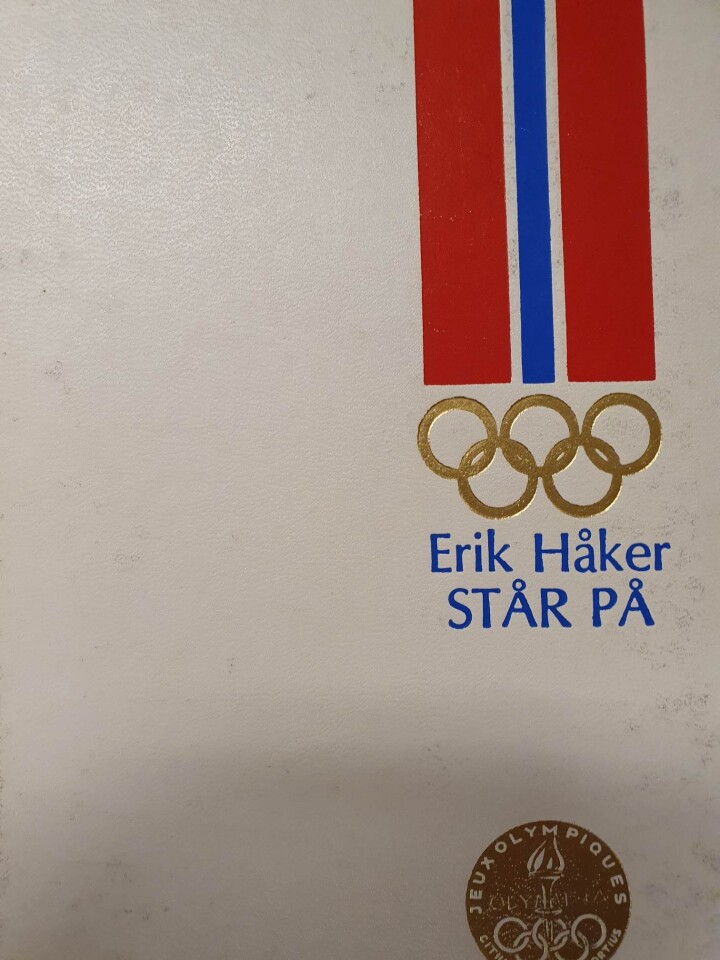 Erik Håker
STÅR PÅ
JEUX OLYMPIQUES